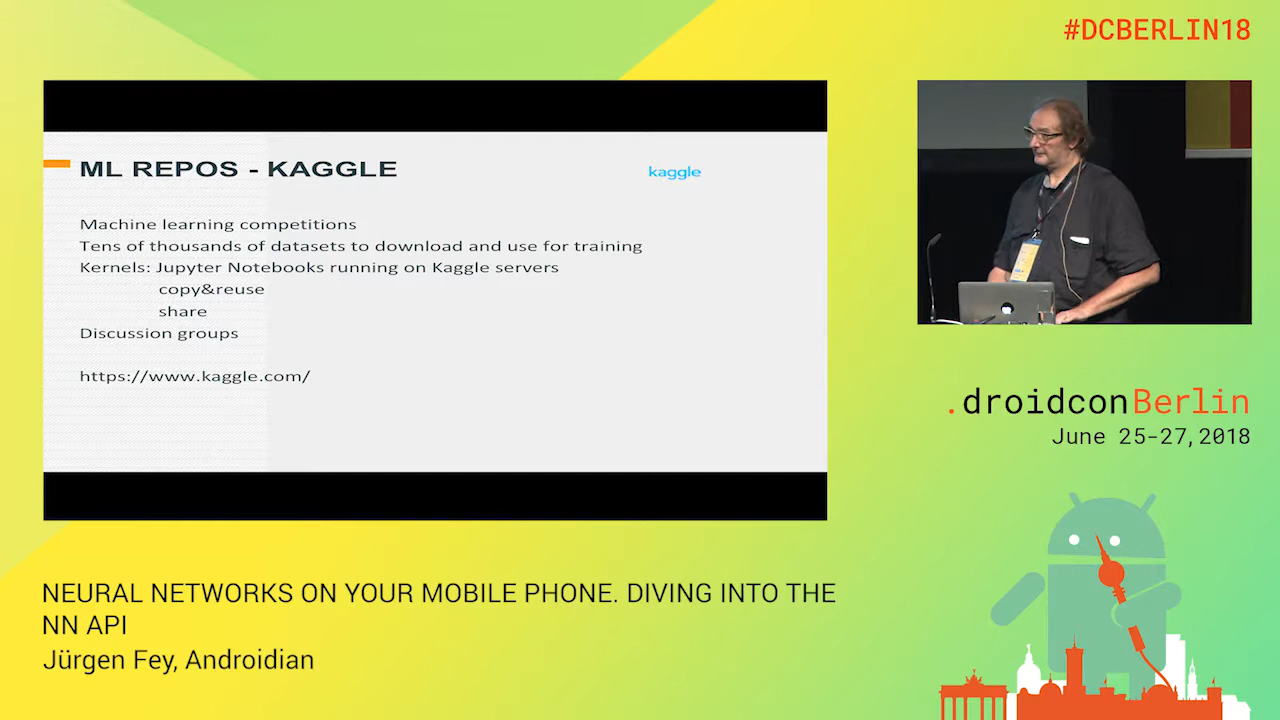 #DCBERLIN18
ML REPOS - KAGGLE
kaggle
Machine learning competitions
Tens of thousands of datasets to download and use for training
Kernels: Jupyter Notebooks running on Kaggle servers
copy&reuse
share
Discussion groups
https://www.kaggle.com/
.droidconBerlin
June 25-27,2018
NEURAL NETWORKS ON YOUR MOBILE PHONE. DIVING INTO THE
NN API
Jürgen Fey, Androidian